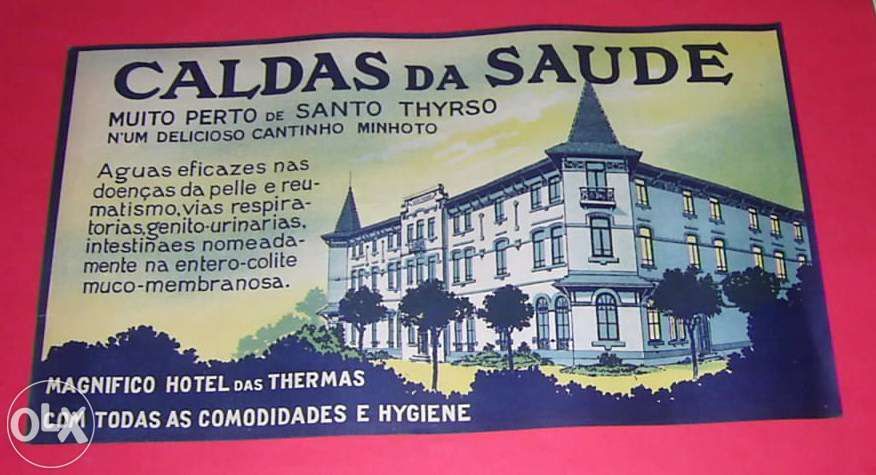 CALDAS DA SAUDE
MUITO PERTO DE SANTO THYRSO
N'UM DELICIOSO CANTINHO MINHOTO
Aguas eficazes nas
doenças da pelle e reu-
matismo, vias respira-
torias, genito-urinarias,
intestinaes nomeada-
mente na entero-colite
muco-membranosa.
MAGNIFICO HOTEL DAS THERMAS
COM TODAS AS COMODIDADES E HYGIENE
OLX